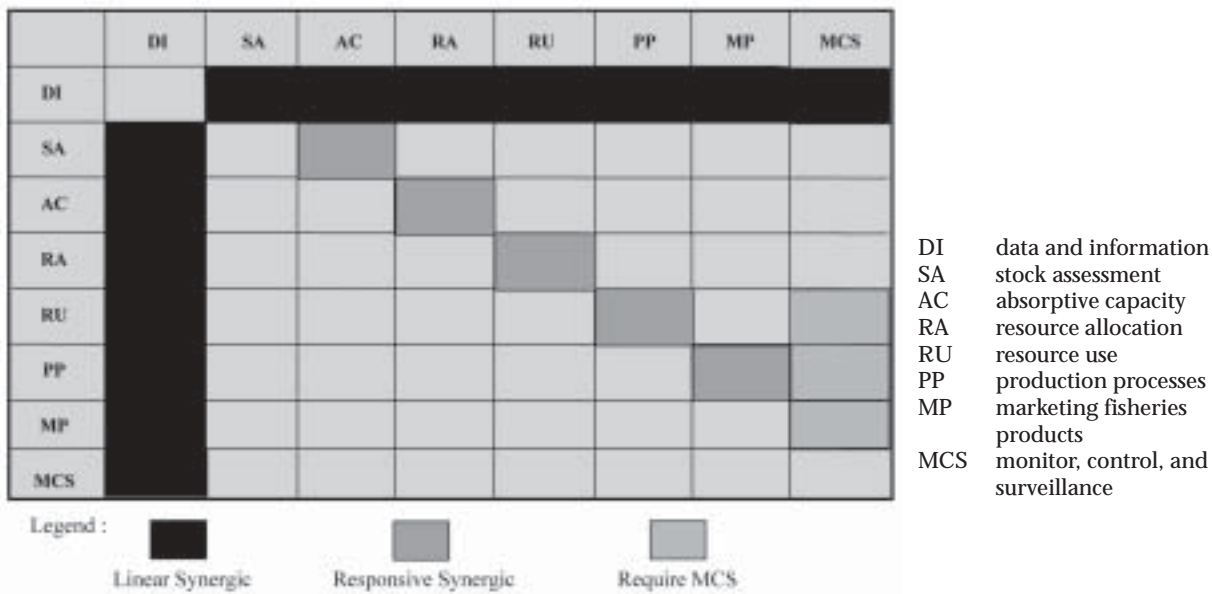 DI SA AC RA RU PP MP MCS
DI
SA
AC
RA
RU
PP
MP
MCS
Legend :
Linear Synergic Responsive Synergic Require MCS
DI data and information
SA stock assessment
AC absorptive capacity
RA resource allocation
RU resource use
PP production processes
MP marketing fisheries
products
MCS monitor, control, and
surveillance